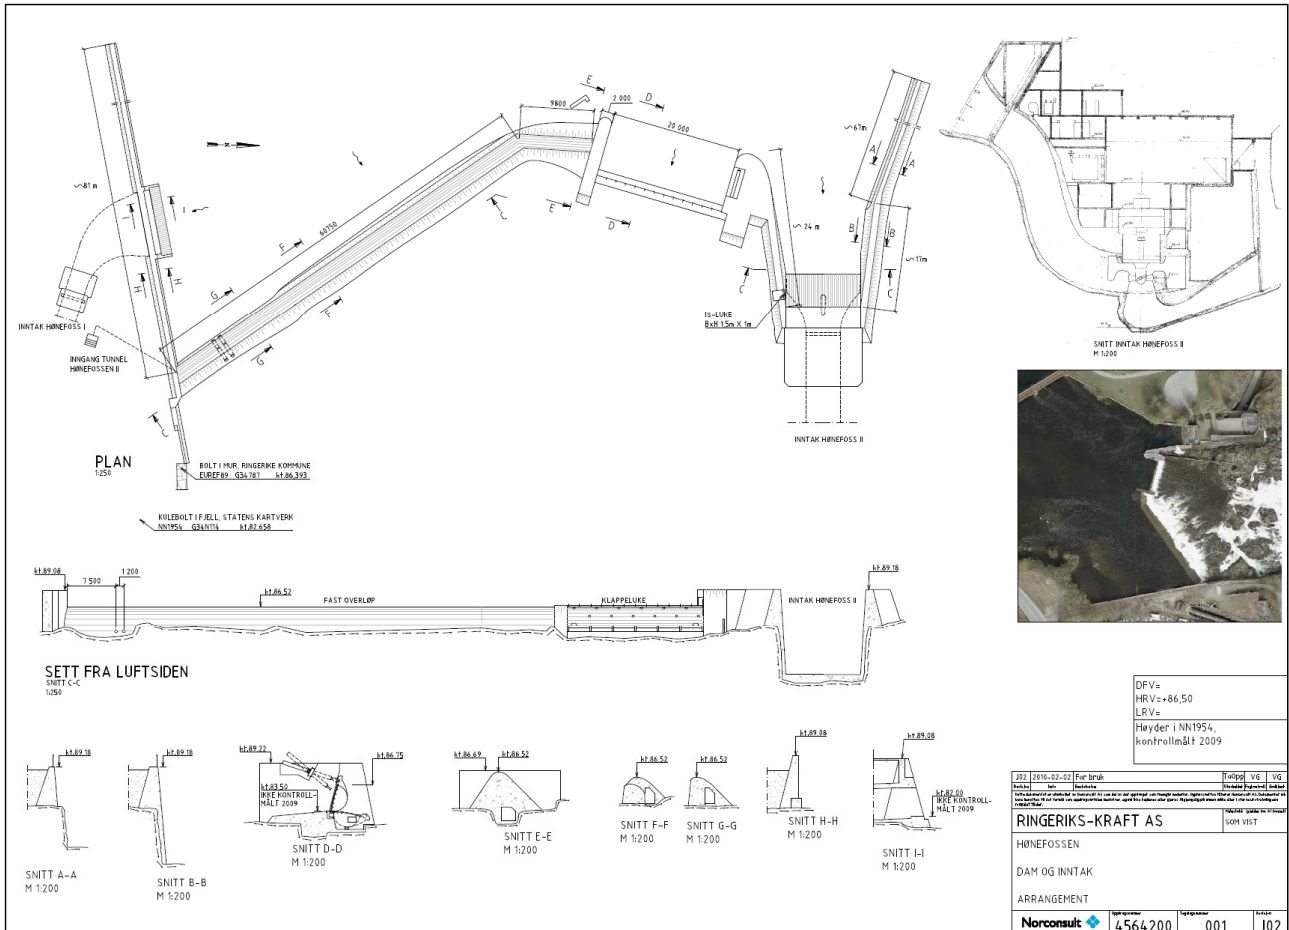 E
D
9800
2 000
20 000
~67m
A
A
~81 m
I
I
60750
C
E
D
~24 m
B
B
F
~17m
G
H
H
C
C
F
IS-LUKE
BxH 1,5m X 1m
INNTAK HØNEFOSS I
INNGANG TUNNEL
HØNEFOSSEN II
G
C
INNTAK HØNEFOSS II
SNITT INNTAK HØNEFOSS II
M 1:200
PLAN
1:250
BOLT I MUR, RINGERIKE KOMMUNE
EUREF89 G34787 kt.86,393
KULEBOLT I FJELL, STATENS KARTVERK
NN1954 G34N114 kt.82.658
kt.89.08
7 500
1 200
kt.86.52
FAST OVERLØP
KLAPPELUKE
INNTAK HØNEFOSS II
kt.89.18
SETT FRA LUFTSIDEN
SNITT C-C
1:250
DFV=
HRV=+86,50
LRV=
Høyder i NN1954,
kontrollmålt 2009
kt.89.18
SNITT A-A
M 1:200
kt.89.18
SNITT B-B
M 1:200
kt.89.22
kt.86.75
kt.83.50
IKKE KONTROLL-
MÅLT 2009
SNITT D-D
M 1:200
kt.86.69
kt.86.52
SNITT E-E
M 1:200
kt.86.52
SNITT F-F
M 1:200
kt.86.52
SNITT G-G
M 1:200
kt.89.08
SNITT H-H
M 1:200
kt.89.08
kt.82.00
IKKE KONTROLL-
MÅLT 2009
SNITT I-I
M 1:200
J02 2010-02-02 For bruk ToOpp VG VG
RINGERIKS-KRAFT AS
SOM VIST
HØNEFOSSEN
DAM OG INNTAK
ARRANGEMENT
Norconsult 4564200 001 J02